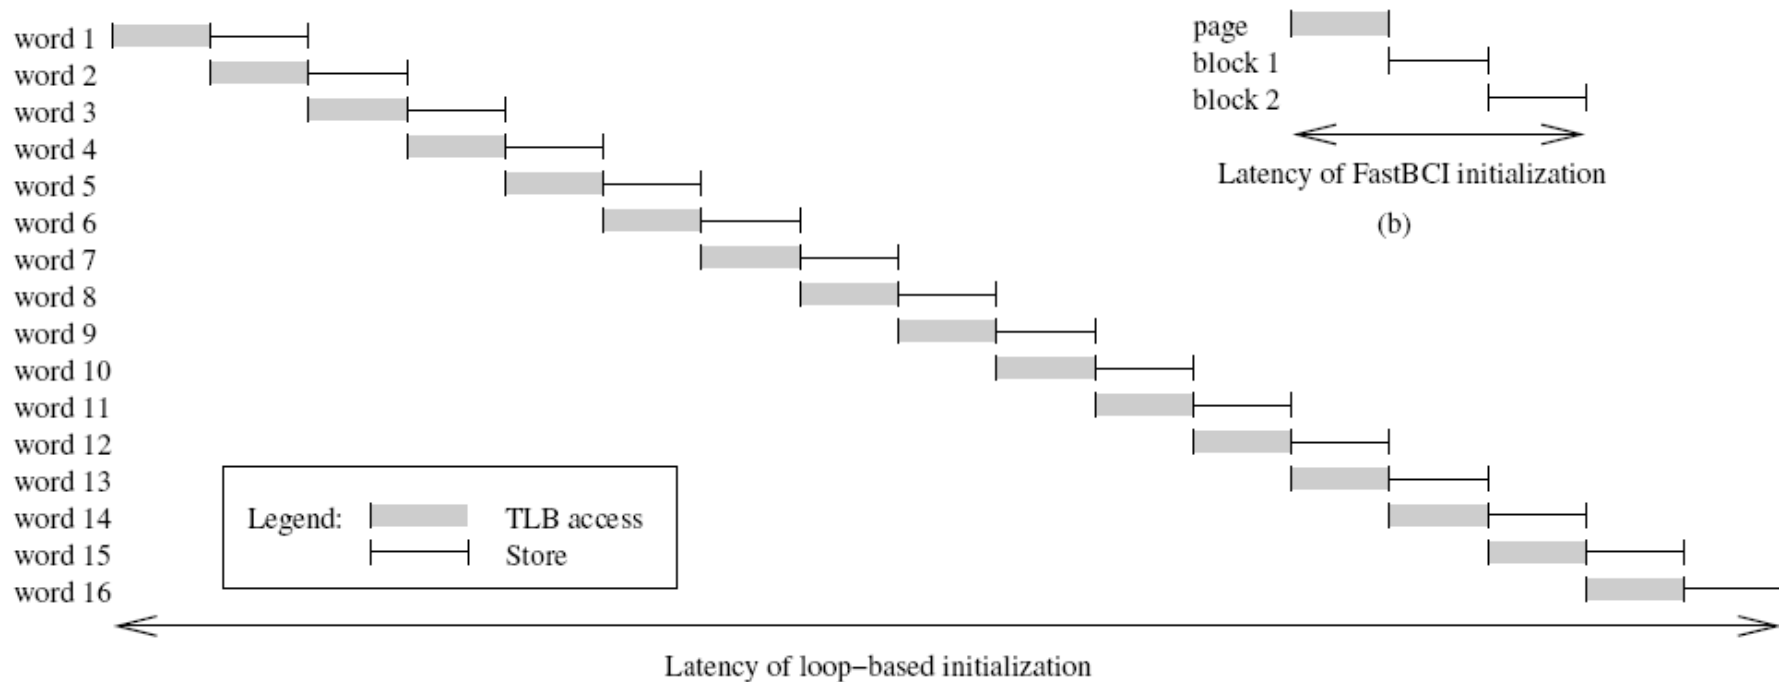 word 1
word 2
word 3
word 4
word 5
word 6
word 7
word 8
word 9
word 10
word 11
word 12
word 13
word 14
word 15
word 16
Legend:
TLB access
Store
Latency of loop−based initialization
page
block 1
block 2
Latency of FastBCI initialization
(b)